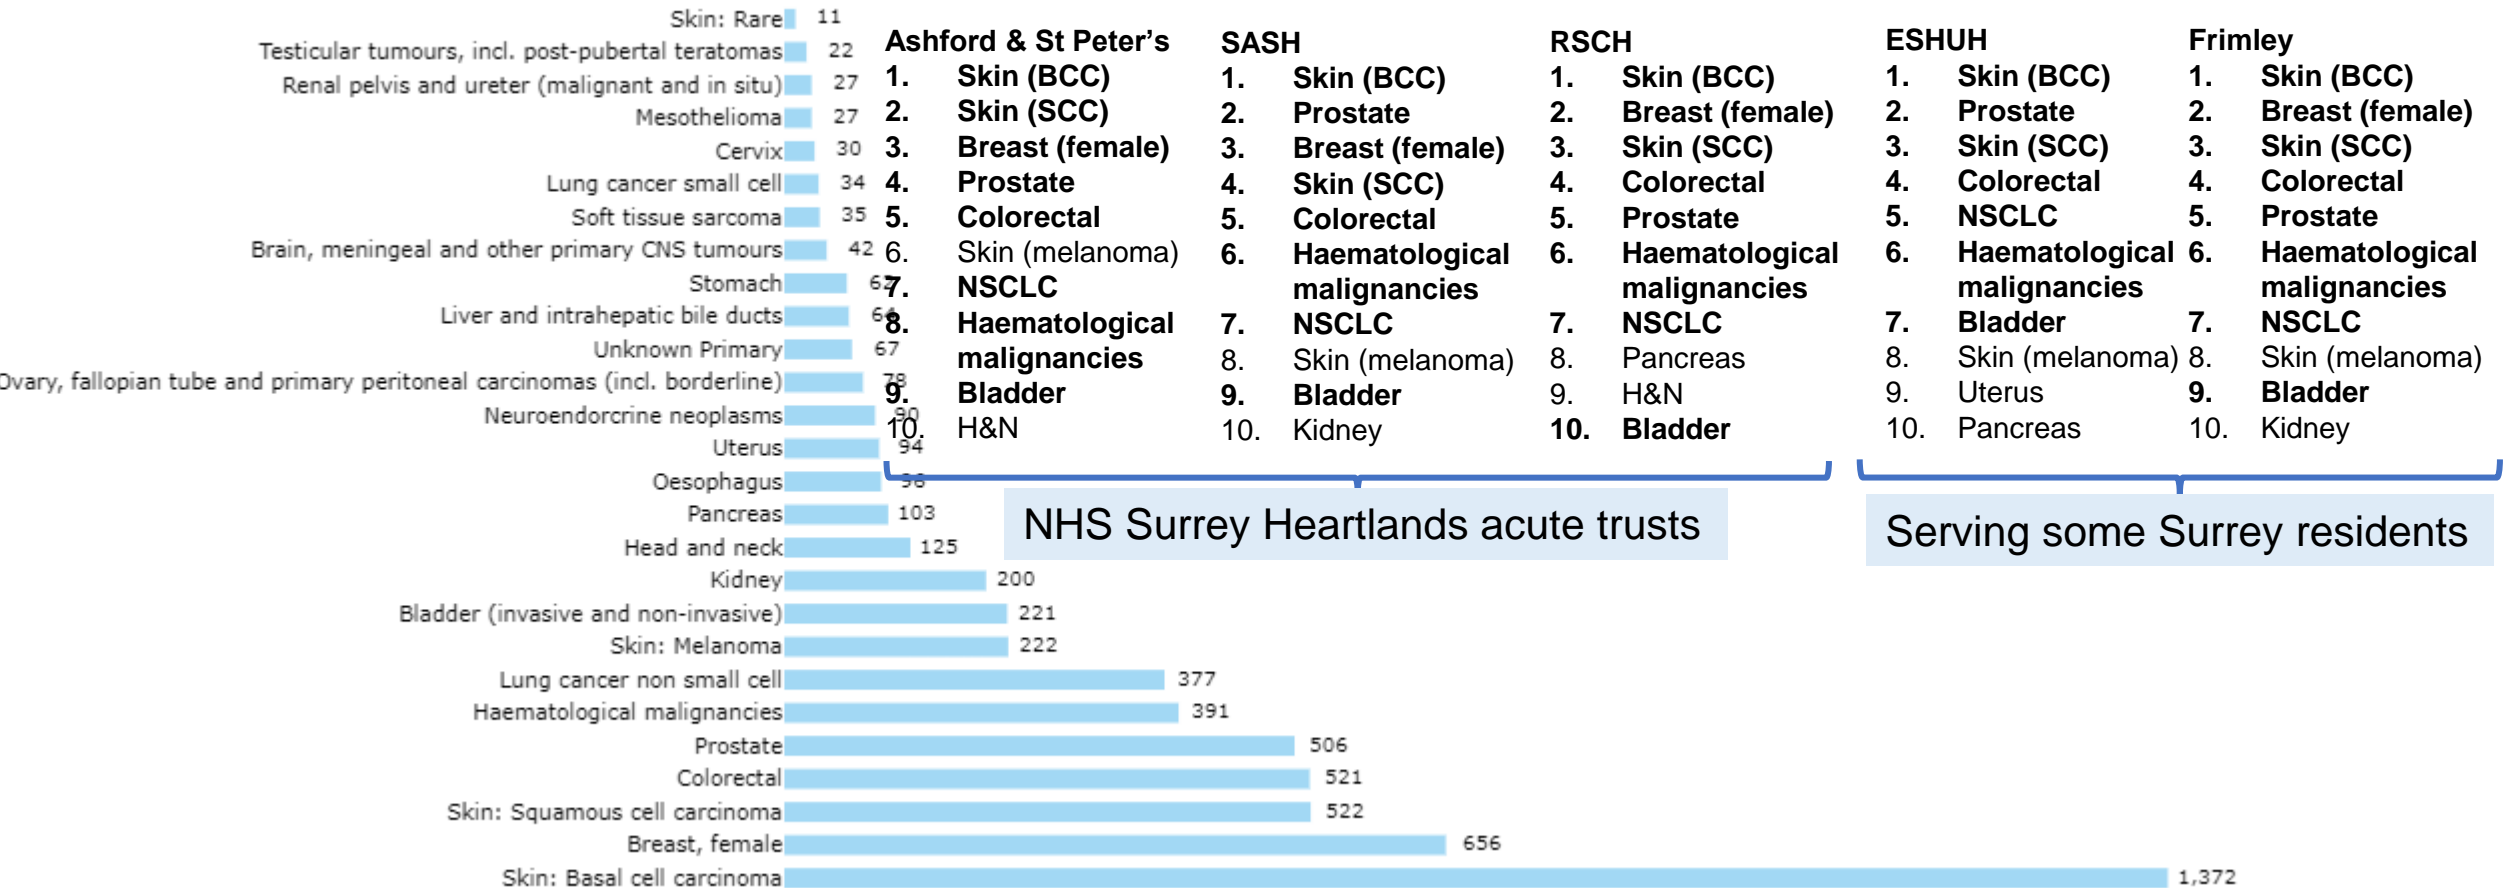 Skin: Rare 11
Testicular tumours, incl. post-pubertal teratomas 22
Renal pelvis and ureter (malignant and in situ) 27
Mesothelioma 27
Cervix 30
Lung cancer small cell 34
Soft tissue sarcoma 35
Brain, meningeal and other primary CNS tumours 42
Stomach 62
Liver and intrahepatic bile ducts 64
Unknown Primary 67
Ovary, fallopian tube and primary peritoneal carcinomas (incl. borderline) 78
Neuroendorcrine neoplasms 90
Uterus 94
Oesophagus
Pancreas 103
Head and neck 125
Kidney 200
Bladder (invasive and non-invasive) 221
Skin: Melanoma 222
Lung cancer non small cell 377
Haematological malignancies 391
Prostate 506
Colorectal 521
Skin: Squamous cell carcinoma 522
Breast, female 656
Skin: Basal cell carcinoma 1,372
Ashford & St Peter's
1. Skin (BCC)
2. Skin (SCC)
3. Breast (female)
4. Prostate
5. Colorectal
6. Skin (melanoma)
7. NSCLC
8. Haematological
malignancies
9. Bladder
10. H&N
SASH
1. Skin (BCC)
2. Prostate
3. Breast (female)
4. Skin (SCC)
5. Colorectal
6. Haematological
malignancies
7. NSCLC
8. Skin (melanoma)
9. Bladder
10. Kidney
RSCH
1. Skin (BCC)
2. Breast (female)
3. Skin (SCC)
4. Colorectal
5. Prostate
6. Haematological
malignancies
7. NSCLC
8. Pancreas
9. H&N
10. Bladder
NHS Surrey Heartlands acute trusts
ESHUH
1. Skin (BCC)
2. Prostate
3. Skin (SCC)
4. Colorectal
5. NSCLC
6. Haematological
malignancies
7. Bladder
8. Skin (melanoma)
9. Uterus
10. Pancreas
Frimley
1. Skin (BCC)
2. Breast (female)
3. Skin (SCC)
4. Colorectal
5. Prostate
6. Haematological
malignancies
7. NSCLC
8. Skin (melanoma)
9. Bladder
10. Kidney
Serving some Surrey residents